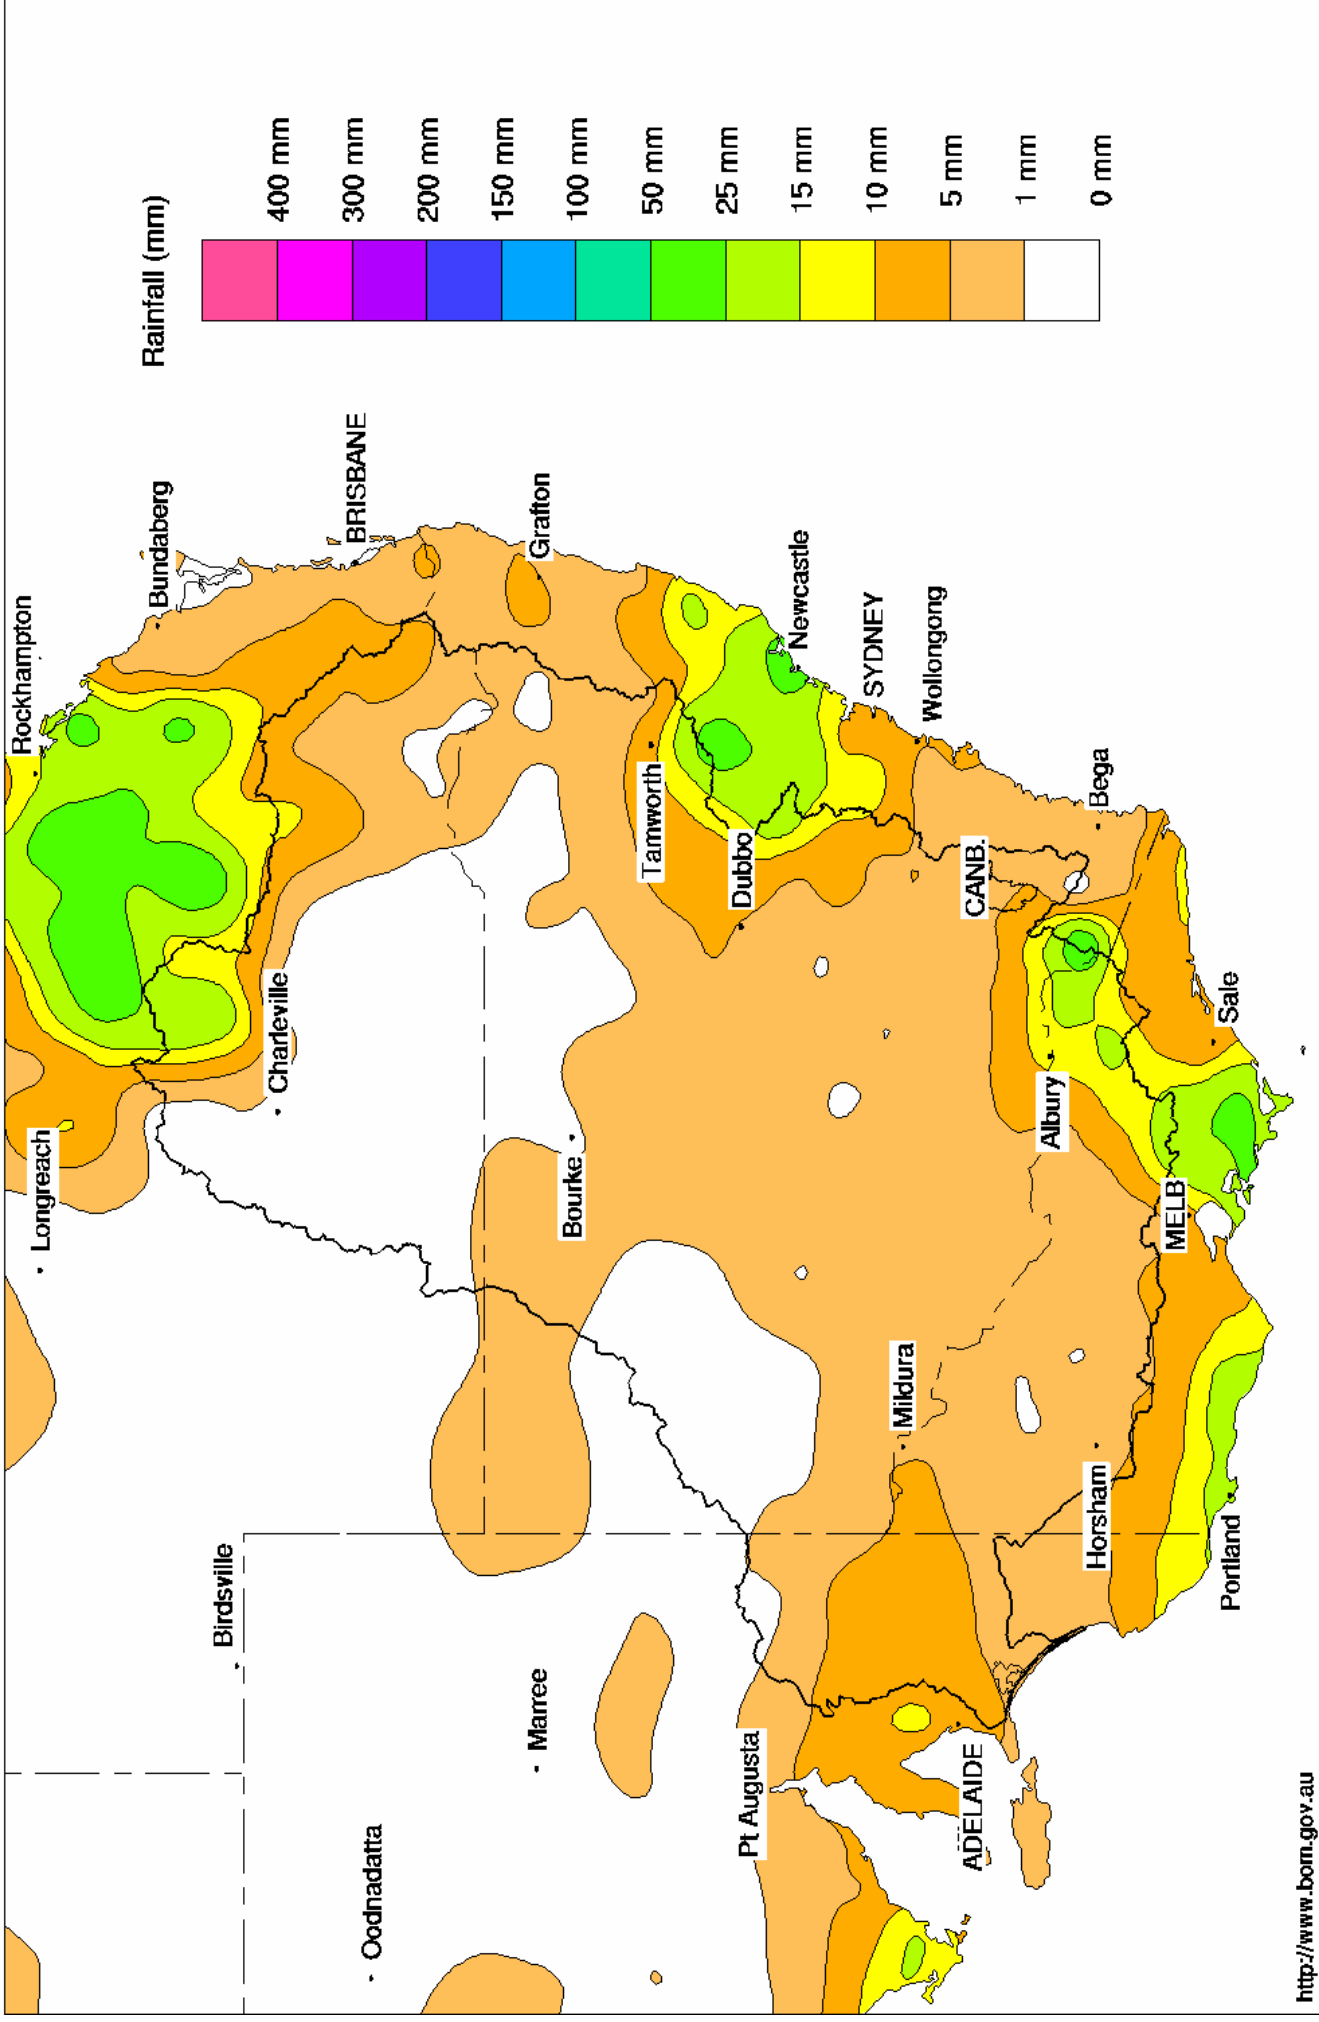 Rainfall (mm)
400 mm
300 mm
200 mm
150 mm
100 mm
50 mm
25 mm
15 mm
10 mm
5 mm
1 mm
0 mm
Rockhampton
Longreach
Bundaberg
Birdsville
Charleville
BRISBANE
Oodnadatta
Grafton
Marree
Bourke
Tamworth
Dubbo
Pt Augusta
Newcastle
SYDNEY
Mildura
Wollongong
CANB.
ADELAIDE
Albury
Bega
Horsham
MELB
Sale
Portland
http://www.bom.gov.au